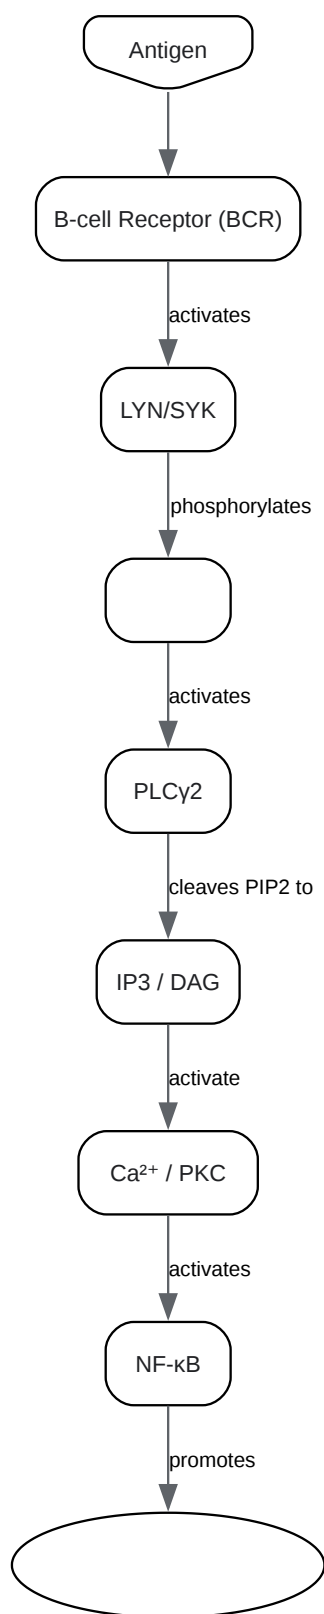 Antigen
B-cell Receptor (BCR)
activates
LYN/SYK
phosphorylates
activates
PLCγ2
cleaves PIP2 to
IP3 / DAG
activate
Ca²⁺ / PKC
activates
NF-κB
promotes